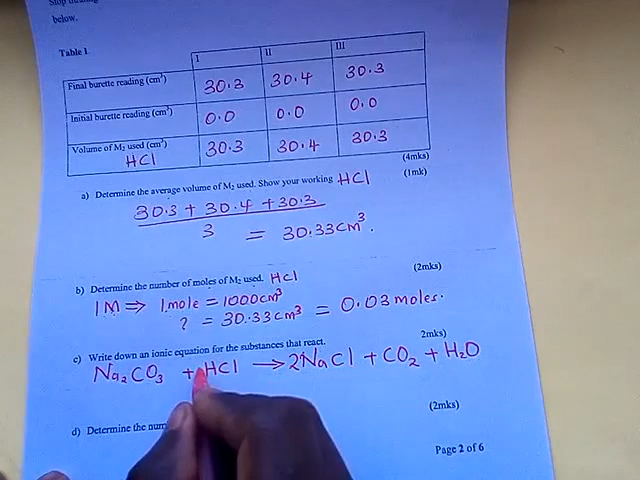 below.
Table 1
I II III
Final burette reading (cm³) 30.3 30.4 30.3
Initial burette reading (cm³) 0.0 0.0 0.0
Volume of M₂ used (cm³) 30.3 30.4 30.3
HCl
(4mks)
a) Determine the average volume of M₂ used. Show your working HCl (1mk)
30.3 + 30.4 + 30.3
3 = 30.33cm³.
b) Determine the number of moles of M₂ used. HCl (2mks)
1M ⇒ 1mole = 1000cm³
? = 30.33cm³ = 0.03moles.
c) Write down an ionic equation for the substances that react. 2mks)
Na₂CO₃ + HCl → 2NaCl + CO₂ + H₂O
(2mks)
d) Determine the
Page 2 of 6